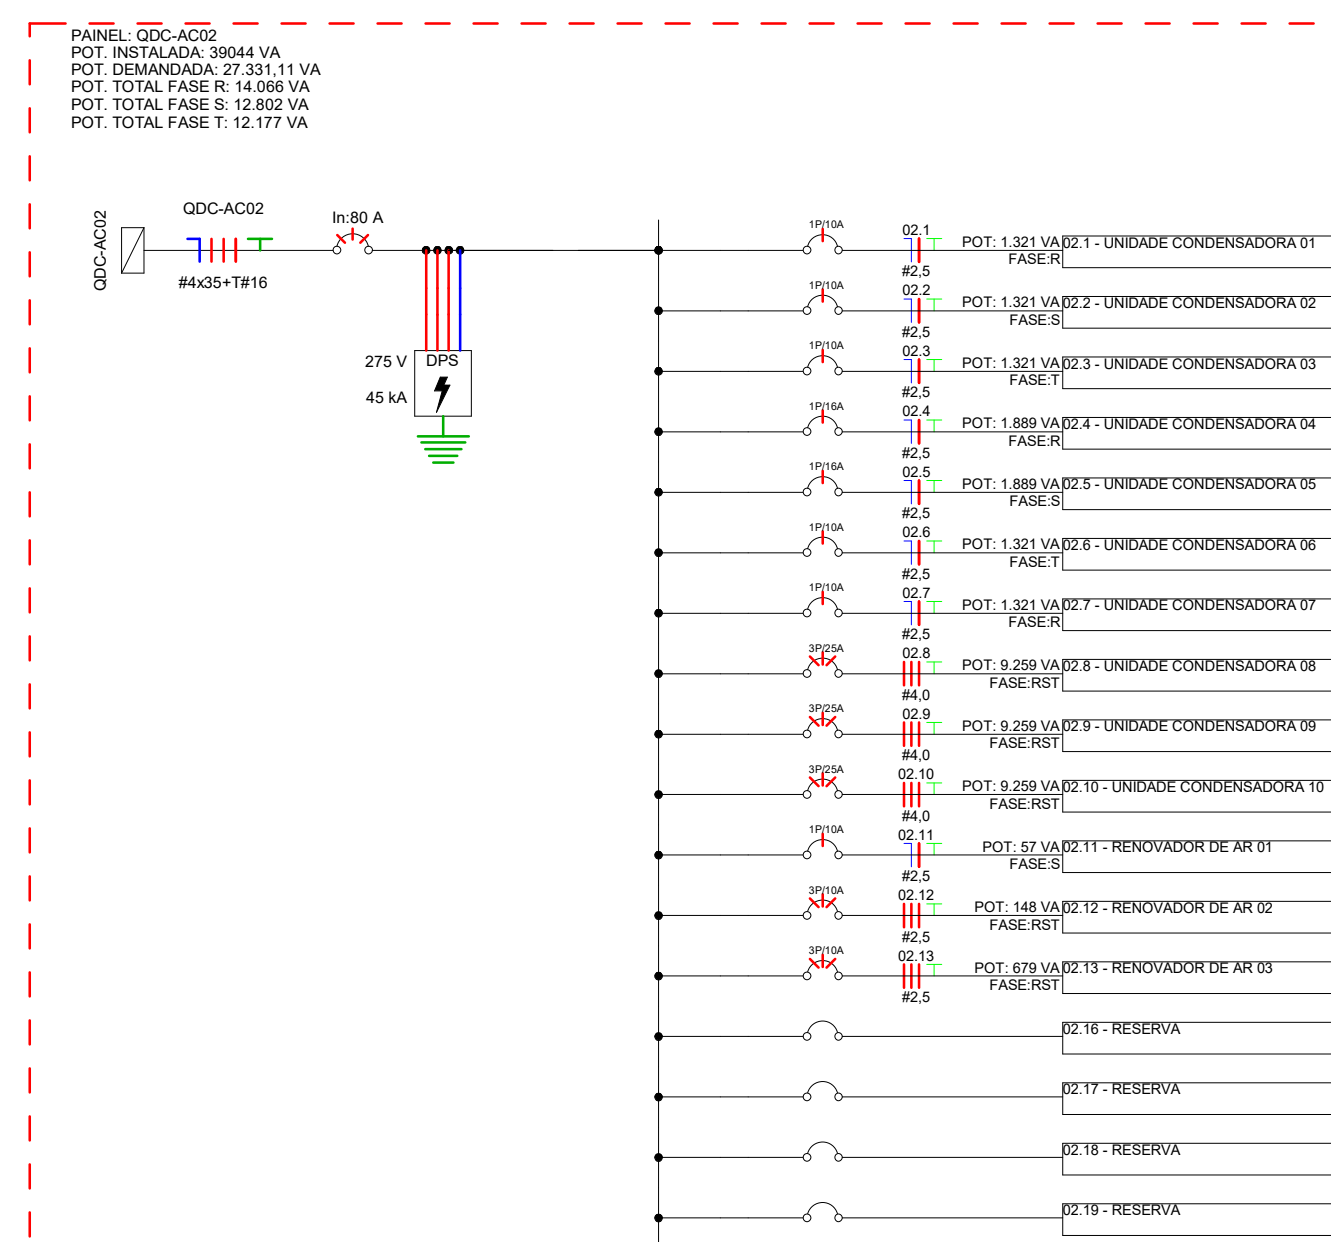 PAINEL: QDC-AC02
POT. INSTALADA: 39044 VA
POT. DEMANDADA: 27.331,11 VA
POT. TOTAL FASE R: 14.066 VA
POT. TOTAL FASE S: 12.802 VA
POT. TOTAL FASE T: 12.177 VA
QDC-AC02
QDC-AC02
#4x35+T#16
In:80 A
275 V
DPS
45 kA
1P/10A
02.1
#2,5
POT: 1.321 VA
FASE:R
02.1 - UNIDADE CONDENSADORA 01
1P/10A
02.2
#2,5
POT: 1.321 VA
FASE:S
02.2 - UNIDADE CONDENSADORA 02
1P/10A
02.3
#2,5
POT: 1.321 VA
FASE:T
02.3 - UNIDADE CONDENSADORA 03
1P/16A
02.4
#2,5
POT: 1.889 VA
FASE:R
02.4 - UNIDADE CONDENSADORA 04
1P/16A
02.5
#2,5
POT: 1.889 VA
FASE:S
02.5 - UNIDADE CONDENSADORA 05
1P/10A
02.6
#2,5
POT: 1.321 VA
FASE:T
02.6 - UNIDADE CONDENSADORA 06
1P/10A
02.7
#2,5
POT: 1.321 VA
FASE:R
02.7 - UNIDADE CONDENSADORA 07
3P/25A
02.8
#4,0
POT: 9.259 VA
FASE:RST
02.8 - UNIDADE CONDENSADORA 08
3P/25A
02.9
#4,0
POT: 9.259 VA
FASE:RST
02.9 - UNIDADE CONDENSADORA 09
3P/25A
02.10
#4,0
POT: 9.259 VA
FASE:RST
02.10 - UNIDADE CONDENSADORA 10
1P/10A
02.11
#2,5
POT: 57 VA
FASE:S
02.11 - RENOVADOR DE AR 01
3P/10A
02.12
#2,5
POT: 148 VA
FASE:RST
02.12 - RENOVADOR DE AR 02
3P/10A
02.13
#2,5
POT: 679 VA
FASE:RST
02.13 - RENOVADOR DE AR 03
02.16 - RESERVA
02.17 - RESERVA
02.18 - RESERVA
02.19 - RESERVA